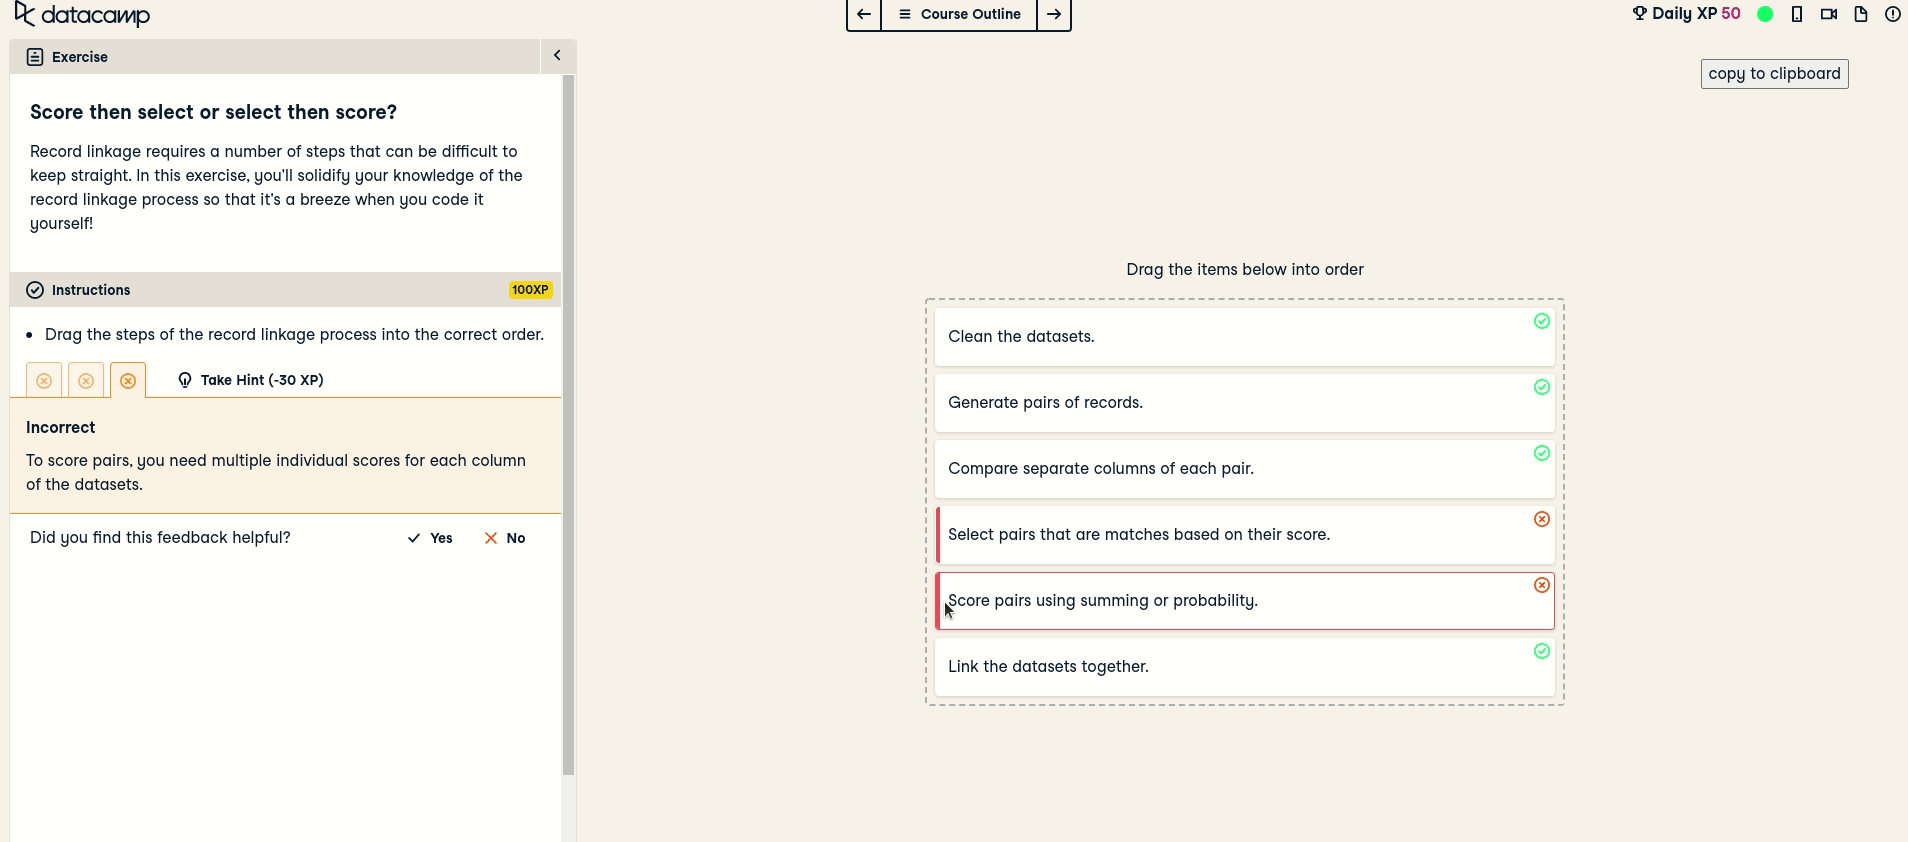 datacamp
Course Outline
Daily XP 50
Exercise
copy to clipboard
Score then select or select then score?
Record linkage requires a number of steps that can be difficult to
keep straight. In this exercise, you'll solidify your knowledge of the
record linkage process so that it's a breeze when you code it
yourself!
Instructions
100XP
Drag the steps of the record linkage process into the correct order.
Take Hint (-30 XP)
Incorrect
To score pairs, you need multiple individual scores for each column
of the datasets.
Did you find this feedback helpful?
Yes
No
Drag the items below into order
Clean the datasets.
Generate pairs of records.
Compare separate columns of each pair.
Select pairs that are matches based on their score.
Score pairs using summing or probability.
Link the datasets together.